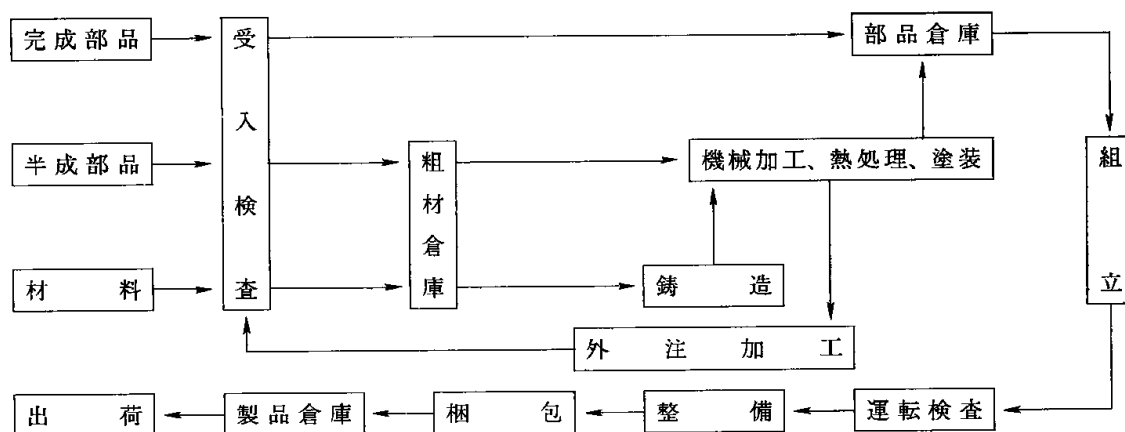 完成部品
受入検査
部品倉庫
半成部品
粗材倉庫
機械加工、熱処理、塗装
組立
材料
鋳造
外注加工
出荷
製品倉庫
梱包
整備
運転検査